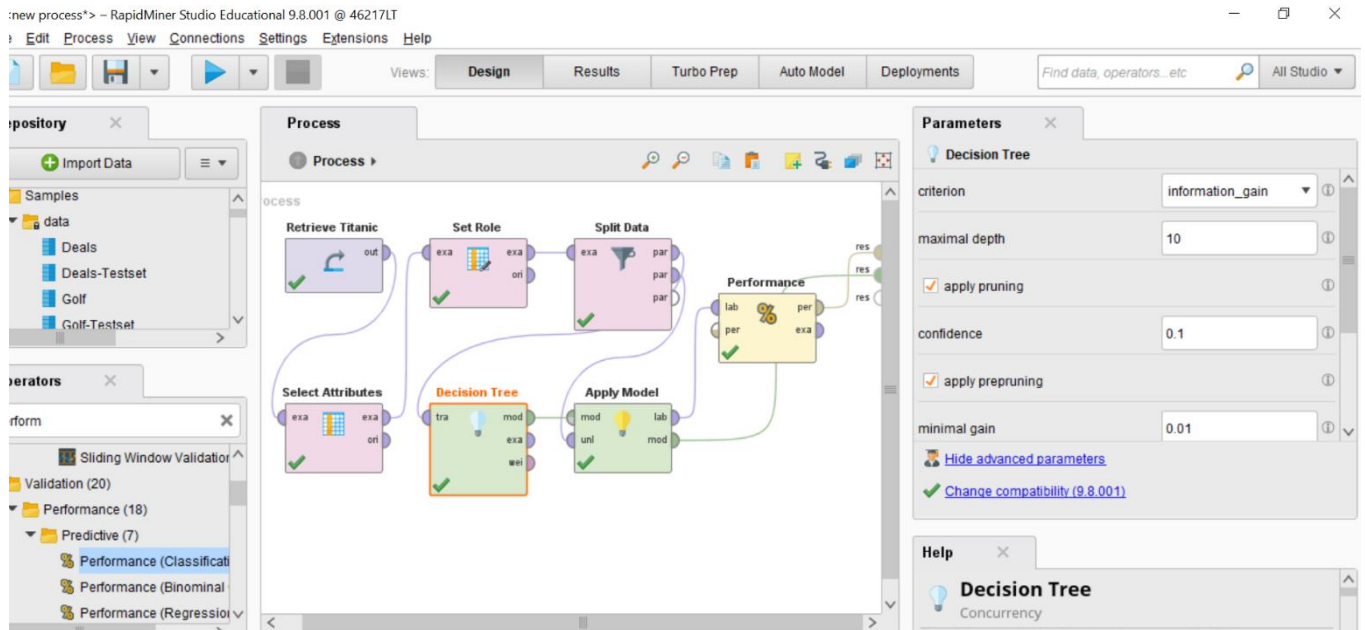 <new process*> – RapidMiner Studio Educational 9.8.001 @ 46217LT
Edit Process View Connections Settings Extensions Help
Views: Design Results Turbo Prep Auto Model Deployments Find data, operators...etc All Studio
epository
Import Data
Samples
data
Deals
Deals-Testset
Golf
Golf-Testset
perators
rform
Sliding Window Validation
Validation (20)
Performance (18)
Predictive (7)
Performance (Classificati
Performance (Binominal
Performance (Regression
Process
Process
ocess
Retrieve Titanic
out
Set Role
exa exa
ori
Split Data
exa par
par
par
Performance
lab per
per exa
res
res
res
Select Attributes
exa exa
ori
Decision Tree
tra mod
exa
wei
Apply Model
mod lab
unl mod
Parameters
Decision Tree
criterion information_gain
maximal depth 10
apply pruning
confidence 0.1
apply prepruning
minimal gain 0.01
Hide advanced parameters
Change compatibility (9.8.001)
Help
Decision Tree
Concurrency